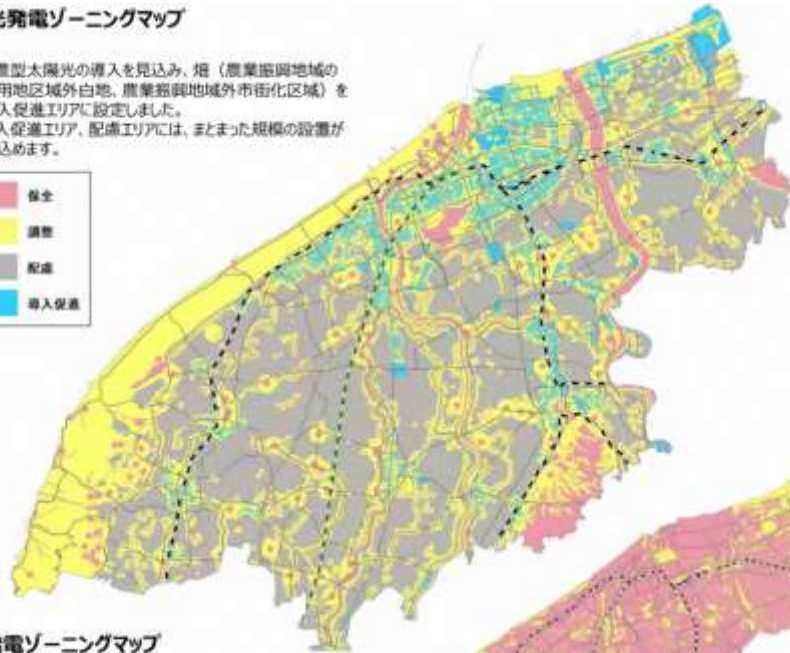 光発電ゾーニングマップ
農型太陽光の導入を見込み、畑（農業振興地域の
用地区域外白地、農業振興地域外市街化区域）を
入促進エリアに設定しました。
入促進エリア、配慮エリアには、まとまった規模の設置が
込めます。
保全
調整
配慮
導入促進
発電ゾーニングマップ